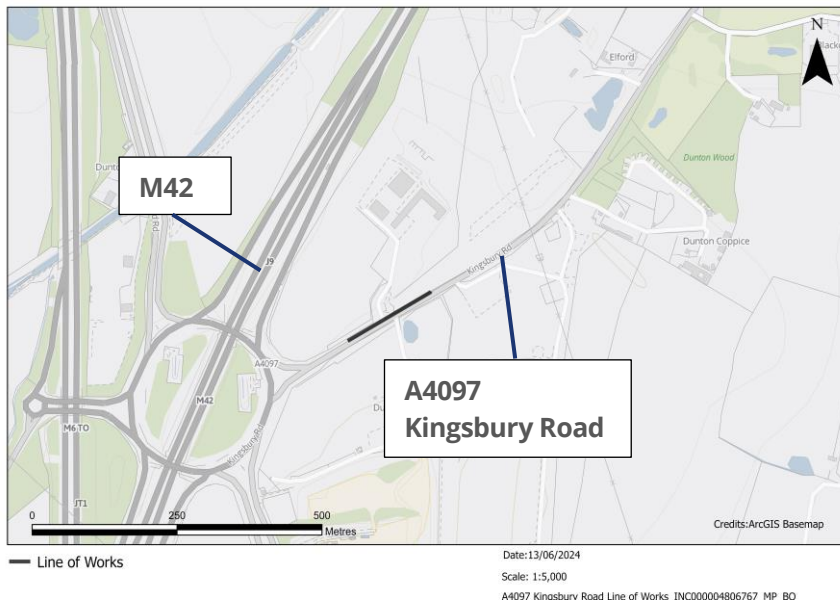 N
Elford
Dunton Wood
M42
J9
Kingsbury Rd
Dunton Coppice
A4097
A4097
Kingsbury Road
M42
Kingsbury Rd
M6 TO
JT1
0 250 500
Metres
Credits:ArcGIS Basemap
Line of Works
Date:13/06/2024
Scale: 1:5,000
A4097 Kingsbury Road Line of Works_INC000004806767_MP_BO